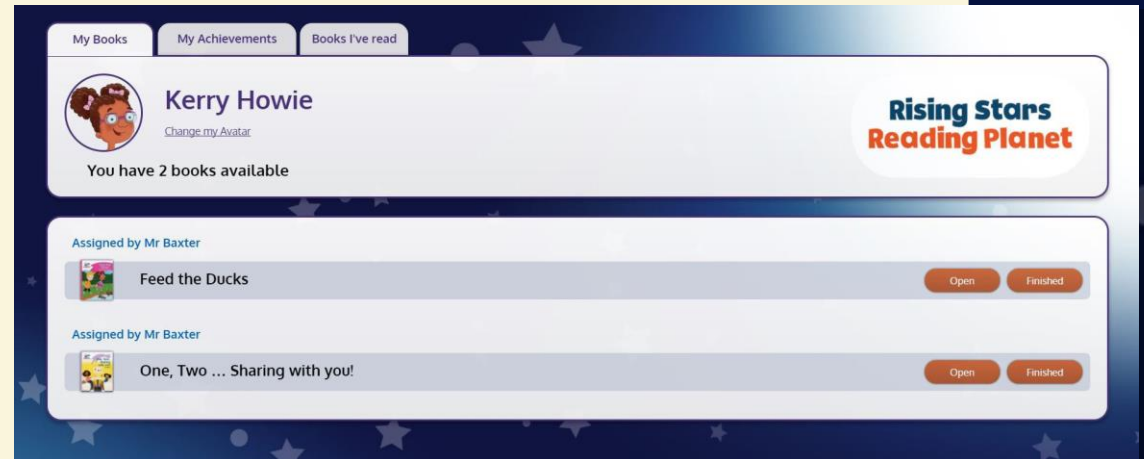 My Books
My Achievements
Books I've read
Kerry Howie
Change my Avatar
You have 2 books available
Rising Stars
Reading Planet
Assigned by Mr Baxter
Feed the Ducks
Open
Finished
Assigned by Mr Baxter
One, Two ... Sharing with you!
Open
Finished